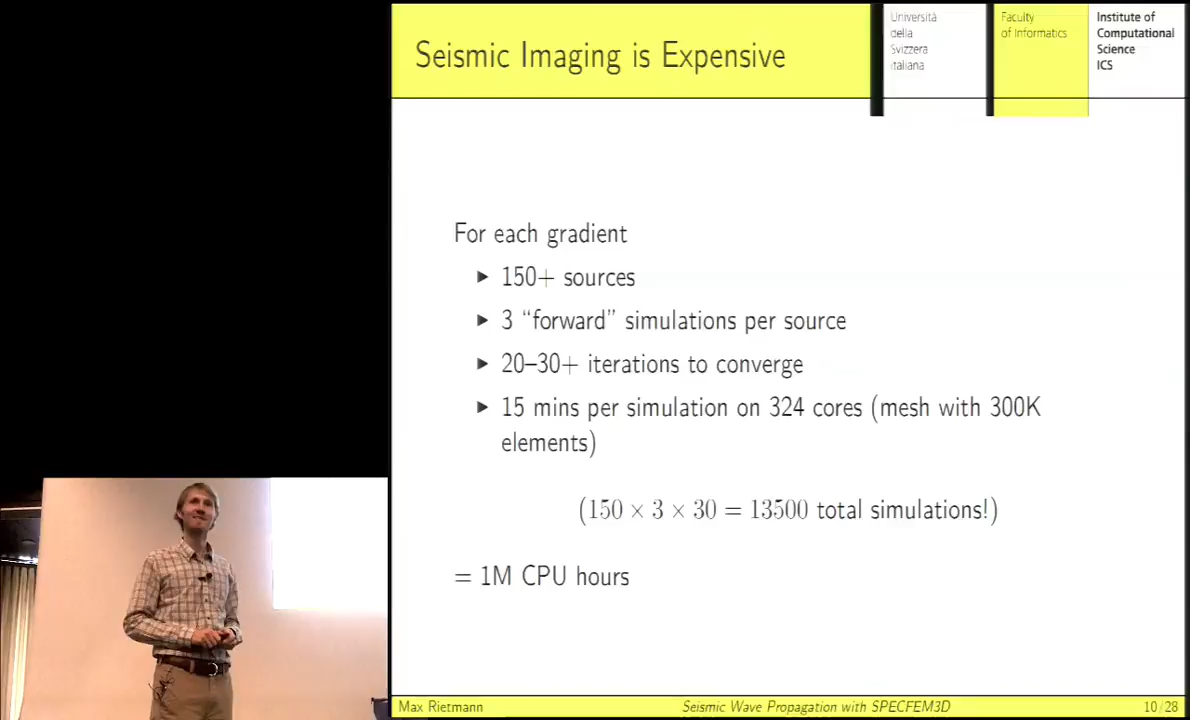 Seismic Imaging is Expensive
Università
della
Svizzera
italiana
Faculty
of Informatics
Institute of
Computational
Science
ICS
For each gradient
▶ 150+ sources
▶ 3 “forward” simulations per source
▶ 20–30+ iterations to converge
▶ 15 mins per simulation on 324 cores (mesh with 300K
elements)
(150 × 3 × 30 = 13500 total simulations!)
= 1M CPU hours
Max Rietmann
Seismic Wave Propagation with SPECFEM3D
10/28